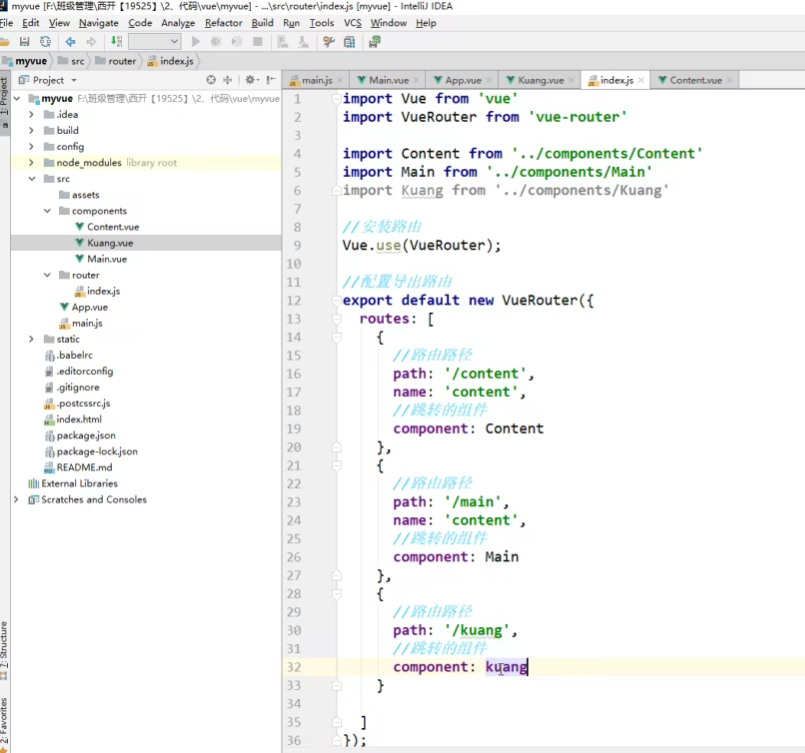 myvue [F:\班级管理\西开【19525】\2、代码\vue\myvue] - ...\src\router\index.js [myvue] - IntelliJ IDEA
File Edit View Navigate Code Analyze Refactor Build Run Tools VCS Window Help
myvue src router index.js
Project
main.js Main.vue App.vue Kuang.vue index.js Content.vue
1: Project
myvue F:\班级管理\西开【19525】\2、代码\vue\myvue
.idea
build
config
node_modules library root
src
assets
components
Content.vue
Kuang.vue
Main.vue
router
index.js
App.vue
main.js
static
.babelrc
.editorconfig
.gitignore
.postcssrc.js
index.html
package.json
package-lock.json
README.md
External Libraries
Scratches and Consoles
7: Structure
2: Favorites
1 import Vue from 'vue'
2 import VueRouter from 'vue-router'
3
4 import Content from '../components/Content'
5 import Main from '../components/Main'
6 import Kuang from '../components/Kuang'
7
8 //安装路由
9 Vue.use(VueRouter);
10
11 //配置导出路由
12 export default new VueRouter({
13 routes: [
14 {
15 //路由路径
16 path: '/content',
17 name: 'content',
18 //跳转的组件
19 component: Content
20 },
21 {
22 //路由路径
23 path: '/main',
24 name: 'content',
25 //跳转的组件
26 component: Main
27 },
28 {
29 //路由路径
30 path: '/kuang',
31 //跳转的组件
32 component: kuang
33 }
34
35 ]
36 });